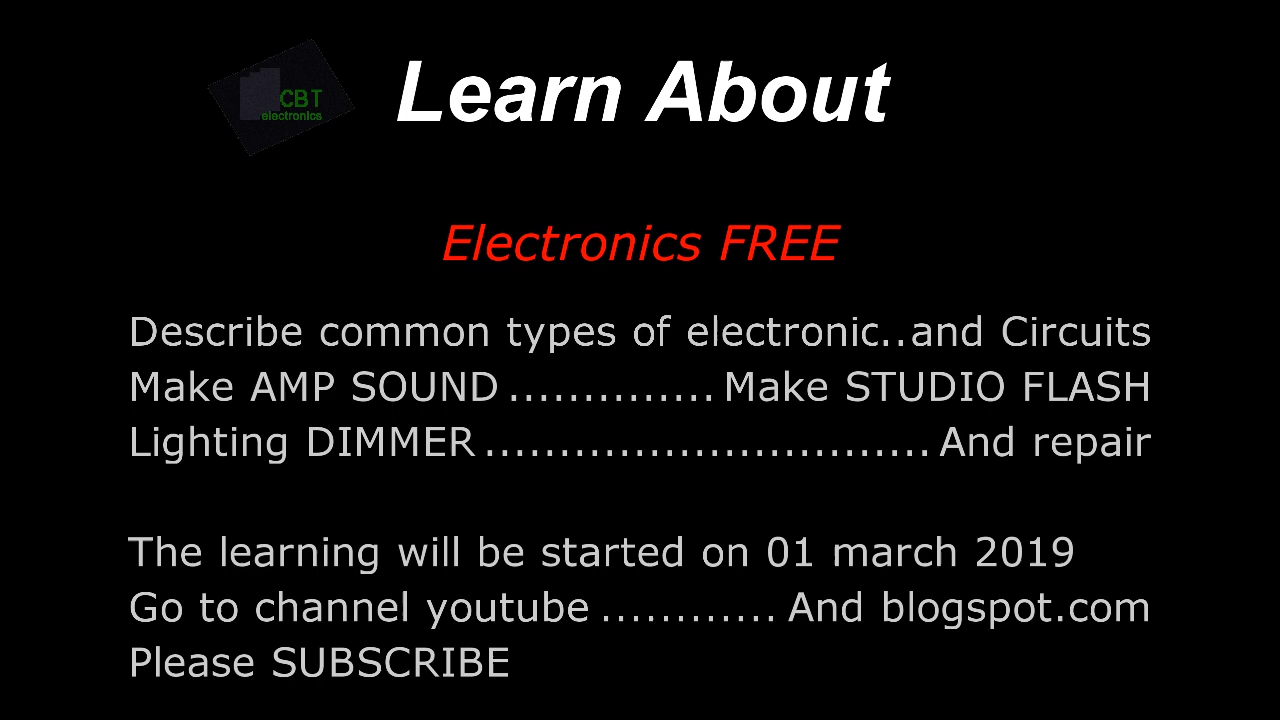 CBT
electronics
Learn About
Electronics FREE
Describe common types of electronic..and Circuits
Make AMP SOUND..............Make STUDIO FLASH
Lighting DIMMER..............................And repair
The learning will be started on 01 march 2019
Go to channel youtube............And blogspot.com
Please SUBSCRIBE